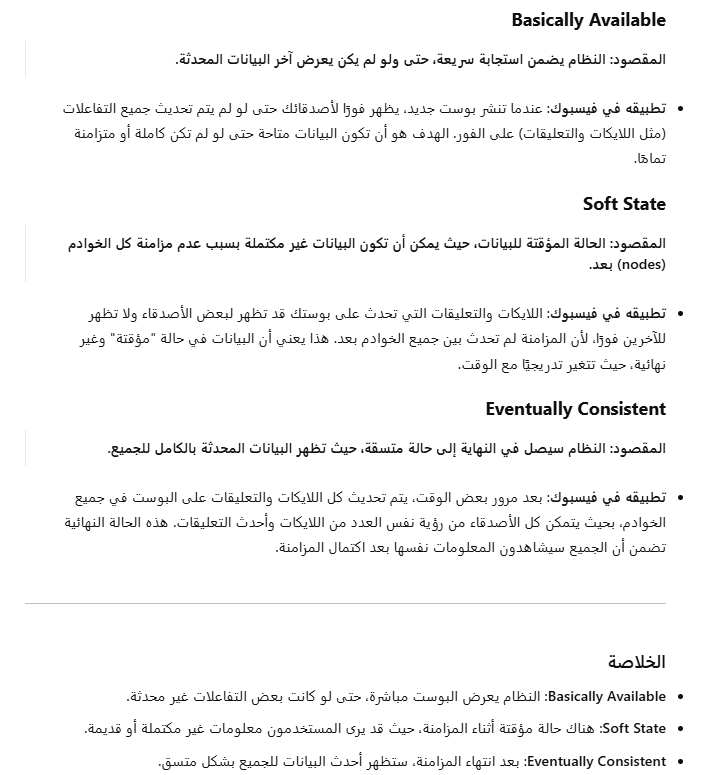 Basically Available
المقصود: النظام يضمن استجابة سريعة، حتى ولو لم يكن يعرض آخر البيانات المحدثة.
• تطبيقه في فيسبوك: عندما تنشر بوست جديد، يظهر فورًا لأصدقائك حتى لو لم يتم تحديث جميع التفاعلات
(مثل اللايكات والتعليقات) على الفور. الهدف هو أن تكون البيانات متاحة حتى لو لم تكن كاملة أو متزامنة
تمامًا.
Soft State
المقصود: الحالة المؤقتة للبيانات، حيث يمكن أن تكون البيانات غير مكتملة بسبب عدم مزامنة كل الخوادم
(nodes) بعد.
• تطبيقه في فيسبوك: اللايكات والتعليقات التي تحدث على بوستك قد تظهر لبعض الأصدقاء ولا تظهر
للآخرين فورًا، لأن المزامنة لم تحدث بين جميع الخوادم بعد. هذا يعني أن البيانات في حالة "مؤقتة" وغير
نهائية، حيث تتغير تدريجيًا مع الوقت.
Eventually Consistent
المقصود: النظام سيصل في النهاية إلى حالة متسقة، حيث تظهر البيانات المحدثة بالكامل للجميع.
• تطبيقه في فيسبوك: بعد مرور بعض الوقت، يتم تحديث كل اللايكات والتعليقات على البوست في جميع
الخوادم، بحيث يتمكن كل الأصدقاء من رؤية نفس العدد من اللايكات وأحدث التعليقات. هذه الحالة النهائية
تضمن أن الجميع سيشاهدون المعلومات نفسها بعد اكتمال المزامنة.
الخلاصة
• Basically Available: النظام يعرض البوست مباشرة، حتى لو كانت بعض التفاعلات غير محدثة.
• Soft State: هناك حالة مؤقتة أثناء المزامنة، حيث قد يرى المستخدمون معلومات غير مكتملة أو قديمة.
• Eventually Consistent: بعد انتهاء المزامنة، ستظهر أحدث البيانات للجميع بشكل متسق.